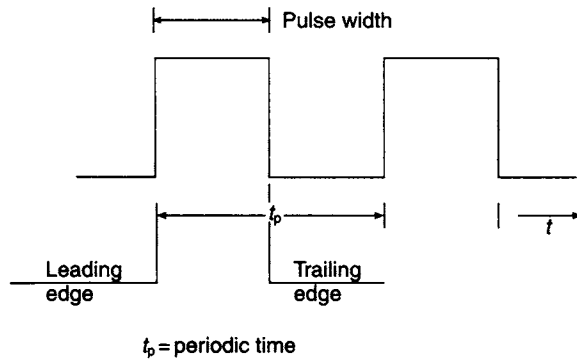 Pulse width
tp
t
Leading
edge
Trailing
edge
tp = periodic time